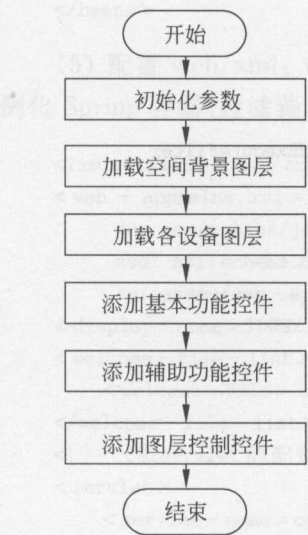 开始
初始化参数
加载空间背景图层
加载各设备图层
添加基本功能控件
添加辅助功能控件
添加图层控制控件
结束